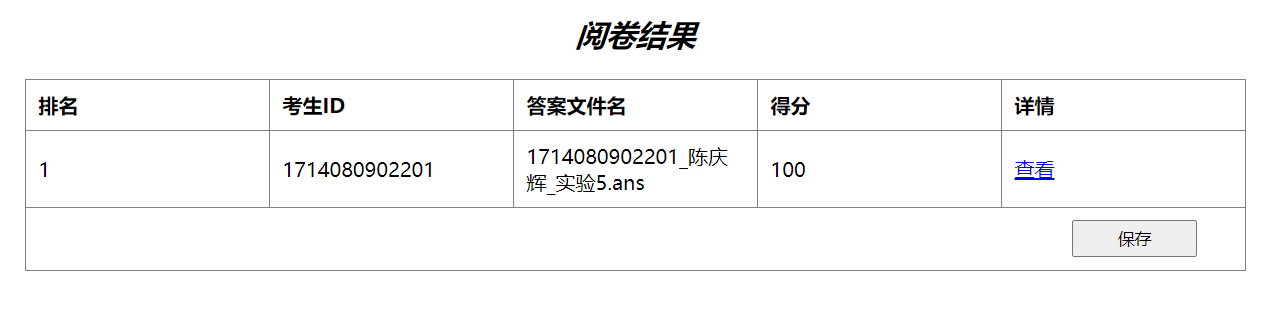 阅卷结果
排名 考生ID 答案文件名 得分 详情
1 1714080902201 1714080902201_陈庆 100 查看
辉_实验5.ans
保存